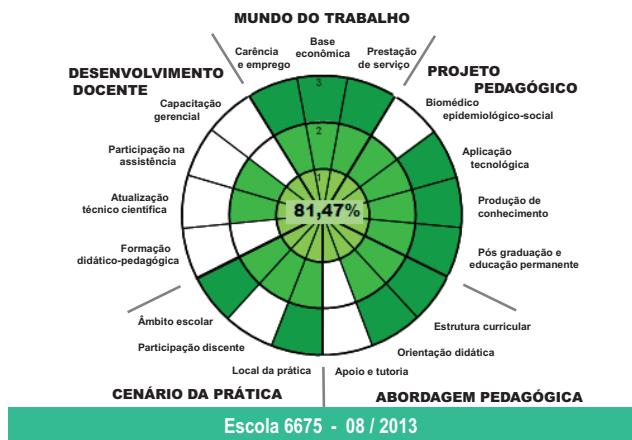 MUNDO DO TRABALHO
Carência
e emprego
Base
econômica
Prestação
de serviço
DESENVOLVIMENTO
DOCENTE
PROJETO
PEDAGÓGICO
Capacitação
gerencial
Biomédico
epidemiológico-social
Participação na
assistência
Aplicação
tecnológica
Atualização
técnico científica
Produção de
conhecimento
Formação
didático-pedagógica
Pós graduação e
educação permanente
3
2
1
81,47%
Âmbito escolar
Estrutura curricular
Participação discente
Orientação didática
Local da prática
Apoio e tutoria
CENÁRIO DA PRÁTICA
ABORDAGEM PEDAGÓGICA
Escola 6675 - 08 / 2013